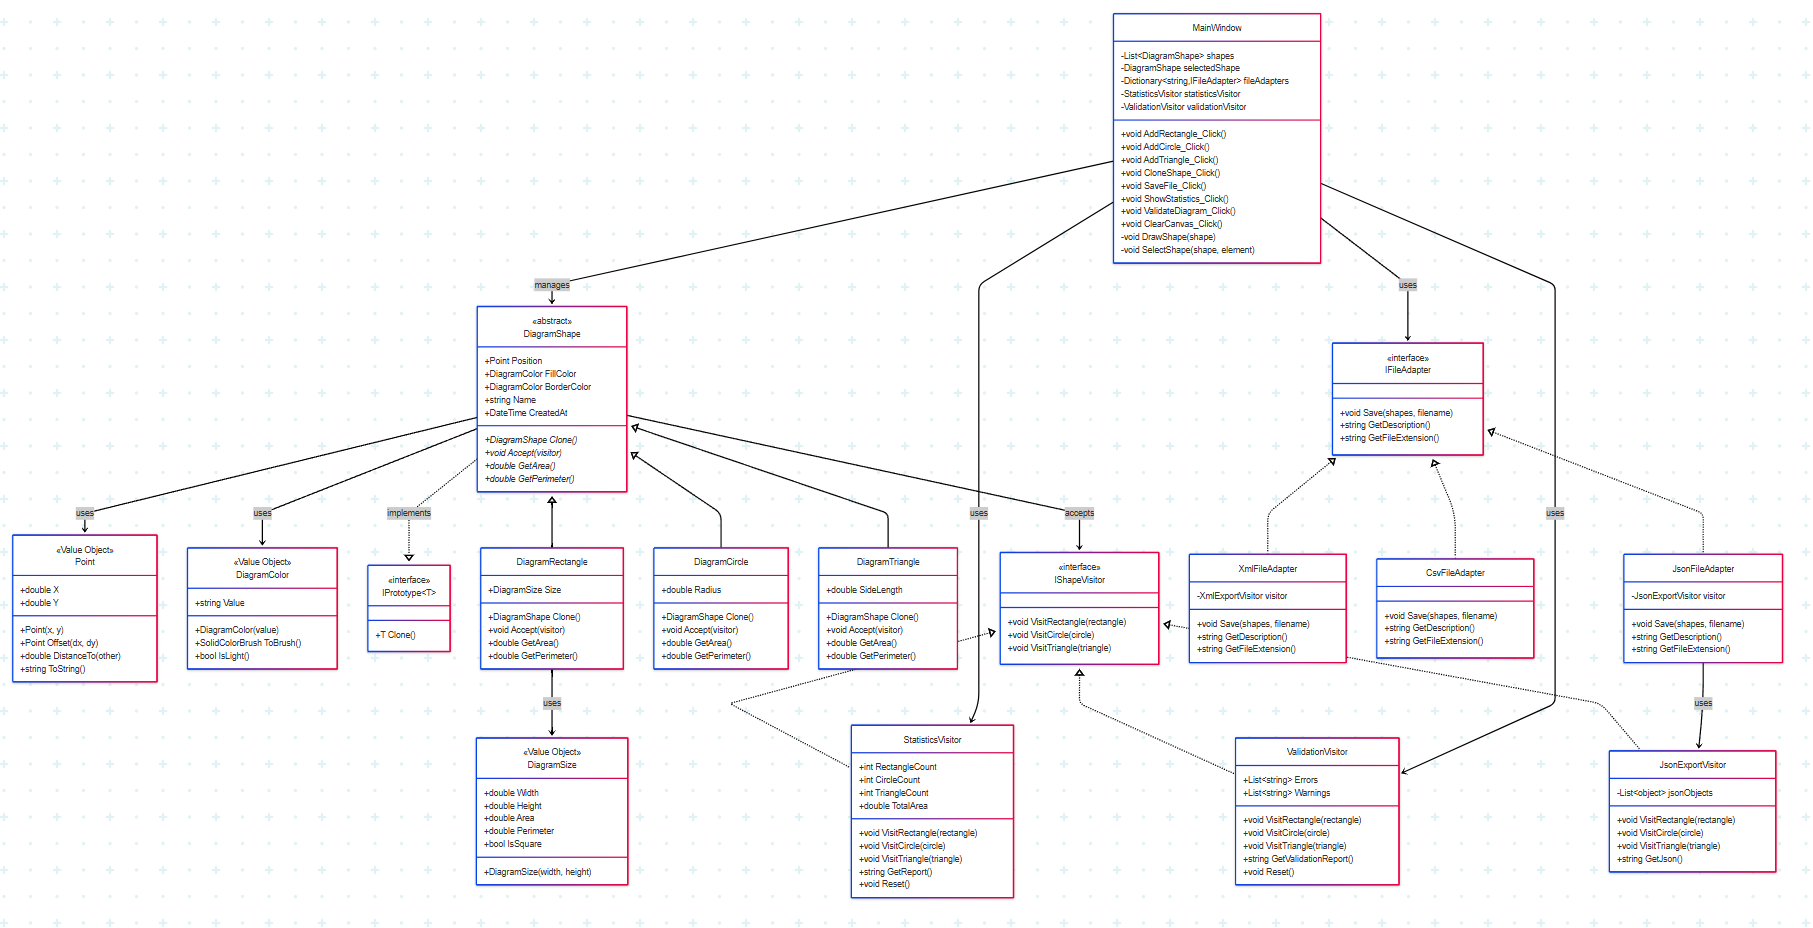 MainWindow
-List<DiagramShape> shapes
-DiagramShape selectedShape
-Dictionary<string,IFileAdapter> fileAdapters
-StatisticsVisitor statisticsVisitor
-ValidationVisitor validationVisitor
+void AddRectangle_Click()
+void AddCircle_Click()
+void AddTriangle_Click()
+void CloneShape_Click()
+void SaveFile_Click()
+void ShowStatistics_Click()
+void ValidateDiagram_Click()
+void ClearCanvas_Click()
-void DrawShape(shape)
-void SelectShape(shape, element)
manages
uses
«abstract»
DiagramShape
+Point Position
+DiagramColor FillColor
+DiagramColor BorderColor
+string Name
+DateTime CreatedAt
+DiagramShape Clone()
+void Accept(visitor)
+double GetArea()
+double GetPerimeter()
«interface»
IFileAdapter
+void Save(shapes, filename)
+string GetDescription()
+string GetFileExtension()
uses
uses
implements
uses
accepts
uses
«Value Object»
Point
+double X
+double Y
+Point(x, y)
+Point Offset(dx, dy)
+double DistanceTo(other)
+string ToString()
«Value Object»
DiagramColor
+string Value
+DiagramColor(value)
+SolidColorBrush ToBrush()
+bool IsLight()
«interface»
IPrototype<T>
+T Clone()
DiagramRectangle
+DiagramSize Size
+DiagramShape Clone()
+void Accept(visitor)
+double GetArea()
+double GetPerimeter()
DiagramCircle
+double Radius
+DiagramShape Clone()
+void Accept(visitor)
+double GetArea()
+double GetPerimeter()
DiagramTriangle
+double SideLength
+DiagramShape Clone()
+void Accept(visitor)
+double GetArea()
+double GetPerimeter()
«interface»
IShapeVisitor
+void VisitRectangle(rectangle)
+void VisitCircle(circle)
+void VisitTriangle(triangle)
XmlFileAdapter
-XmlExportVisitor visitor
+void Save(shapes, filename)
+string GetDescription()
+string GetFileExtension()
CsvFileAdapter
+void Save(shapes, filename)
+string GetDescription()
+string GetFileExtension()
JsonFileAdapter
-JsonExportVisitor visitor
+void Save(shapes, filename)
+string GetDescription()
+string GetFileExtension()
uses
uses
«Value Object»
DiagramSize
+double Width
+double Height
+double Area
+double Perimeter
+bool IsSquare
+DiagramSize(width, height)
StatisticsVisitor
+int RectangleCount
+int CircleCount
+int TriangleCount
+double TotalArea
+void VisitRectangle(rectangle)
+void VisitCircle(circle)
+void VisitTriangle(triangle)
+string GetReport()
+void Reset()
ValidationVisitor
+List<string> Errors
+List<string> Warnings
+void VisitRectangle(rectangle)
+void VisitCircle(circle)
+void VisitTriangle(triangle)
+string GetValidationReport()
+void Reset()
JsonExportVisitor
-List<object> jsonObjects
+void VisitRectangle(rectangle)
+void VisitCircle(circle)
+void VisitTriangle(triangle)
+string GetJson()